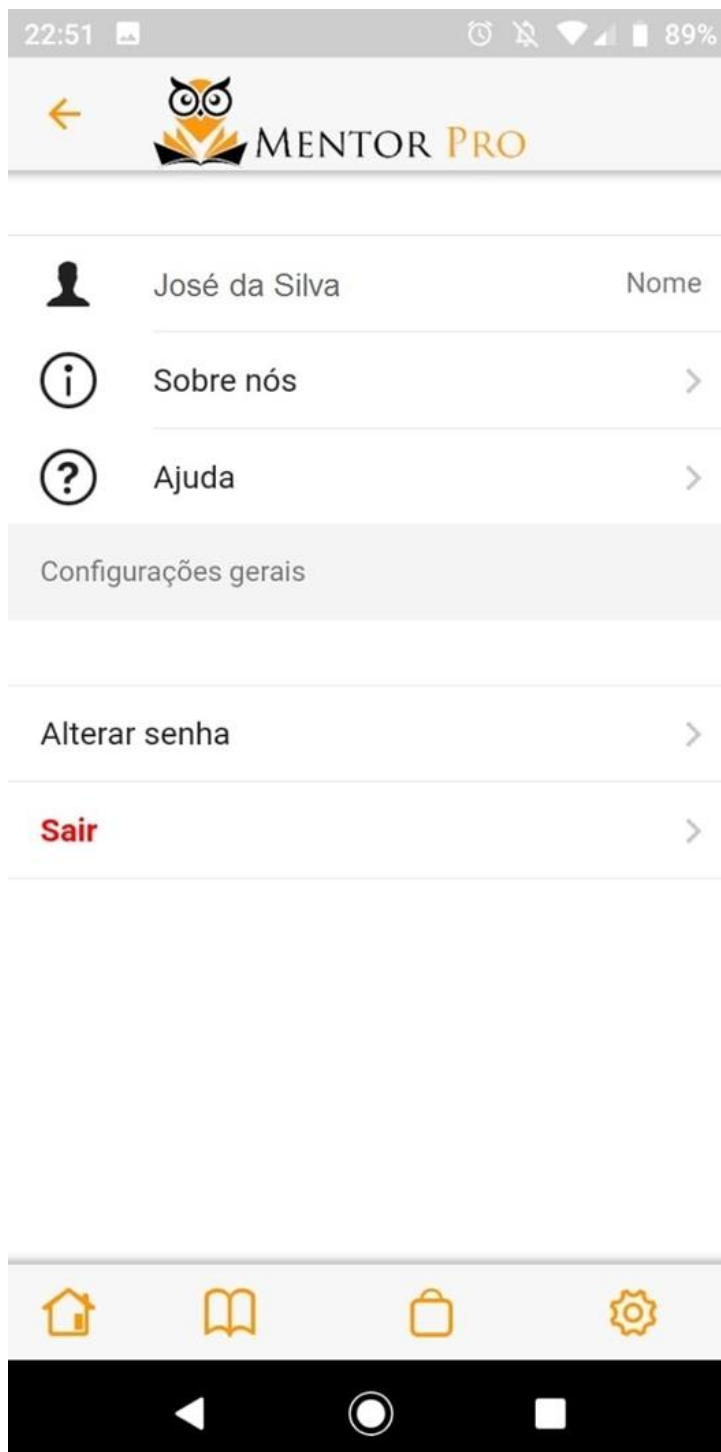 22:51 89%
MENTOR PRO
José da Silva Nome
Sobre nós
Ajuda
Configurações gerais
Alterar senha
Sair